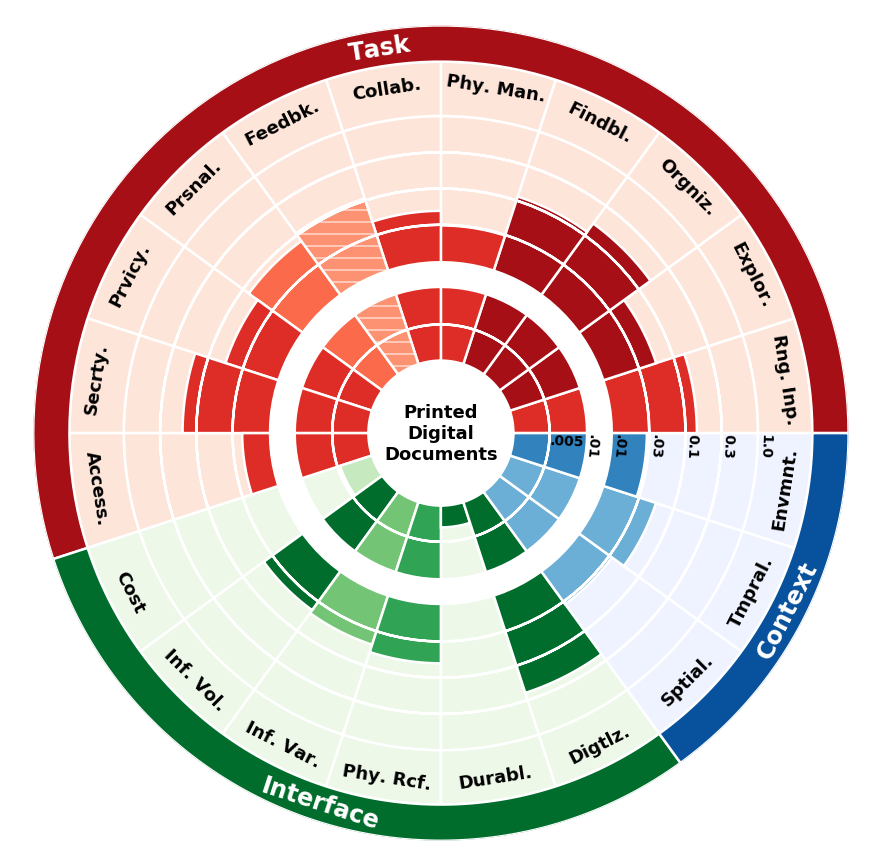 Task
Collab.
Phy. Man.
Feedbk.
Findbl.
Prsnal.
Orgniz.
Prvicy.
Explor.
Secrty.
Rng. Inp.
Printed
Digital
Documents
.005
.01
.01
.03
0.1
0.3
1.0
Access.
Envmnt.
Cost
Tmpral.
Context
Inf. Vol.
Sptial.
Inf. Var.
Digtlz.
Phy. Rcf.
Durabl.
Interface